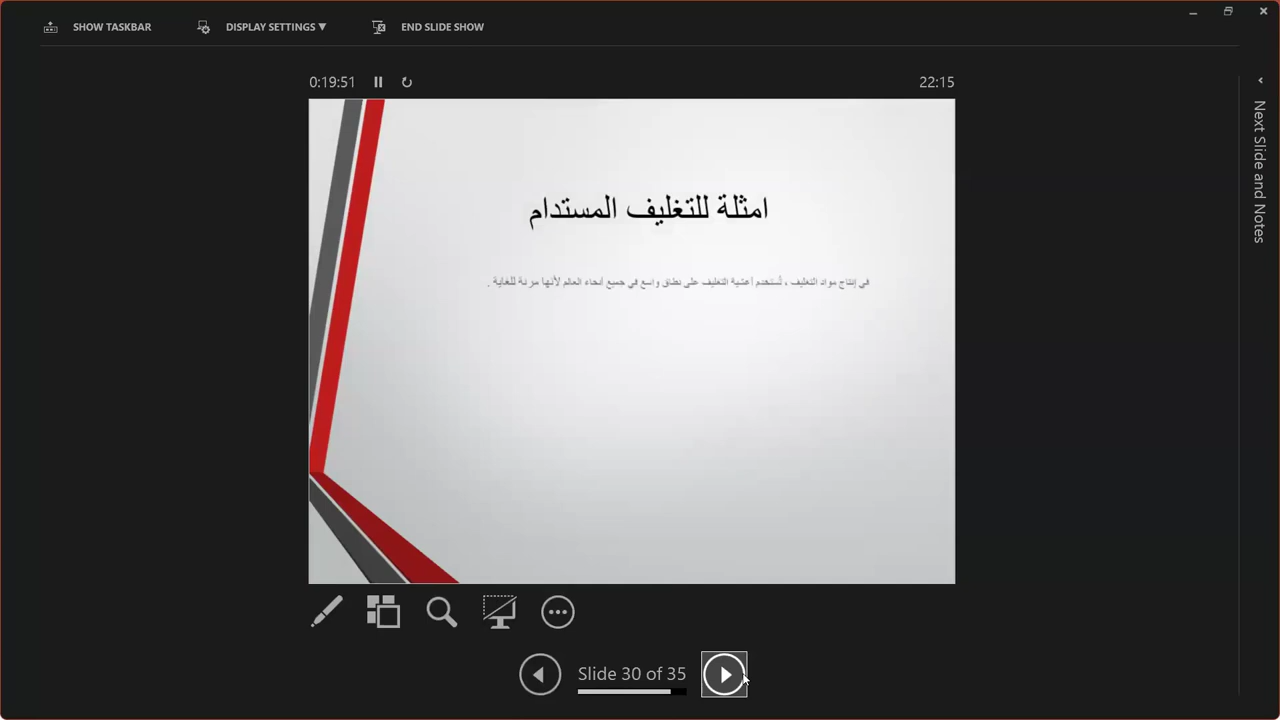 SHOW TASKBAR
DISPLAY SETTINGS ▼
END SLIDE SHOW
0:19:51
22:15
امثلة للتغليف المستدام
في إنتاج مواد التغليف ، تُستخدم أغشية التغليف على نطاق واسع في جميع أنحاء العالم لأنها مرنة للغاية .
Slide 30 of 35
Next Slide and Notes